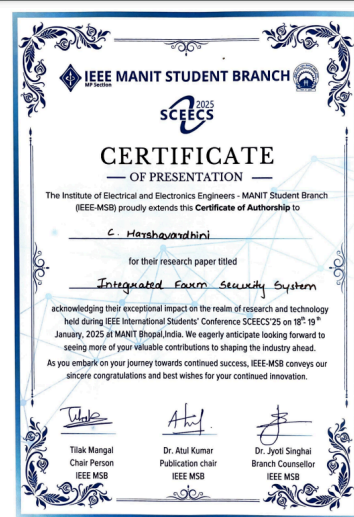 IEEE MANIT STUDENT BRANCH
MP Section
2025
SCEECS
CERTIFICATE
OF PRESENTATION
The Institute of Electrical and Electronics Engineers - MANIT Student Branch
(IEEE-MSB) proudly extends this Certificate of Authorship to
C. Harshavardhini
for their research paper titled
Integrated Farm Security System
acknowledging their exceptional impact on the realm of research and technology
held during IEEE International Students' Conference SCEECS'25 on 18th- 19th
January, 2025 at MANIT Bhopal,India. We eagerly anticipate looking forward to
seeing more of your valuable contributions to shaping the industry ahead.
As you embark on your journey towards continued success, IEEE-MSB conveys our
sincere congratulations and best wishes for your continued innovation.
Tilak
Tilak Mangal
Chair Person
IEEE MSB
Dr. Atul Kumar
Publication chair
IEEE MSB
Dr. Jyoti Singhai
Branch Counsellor
IEEE MSB